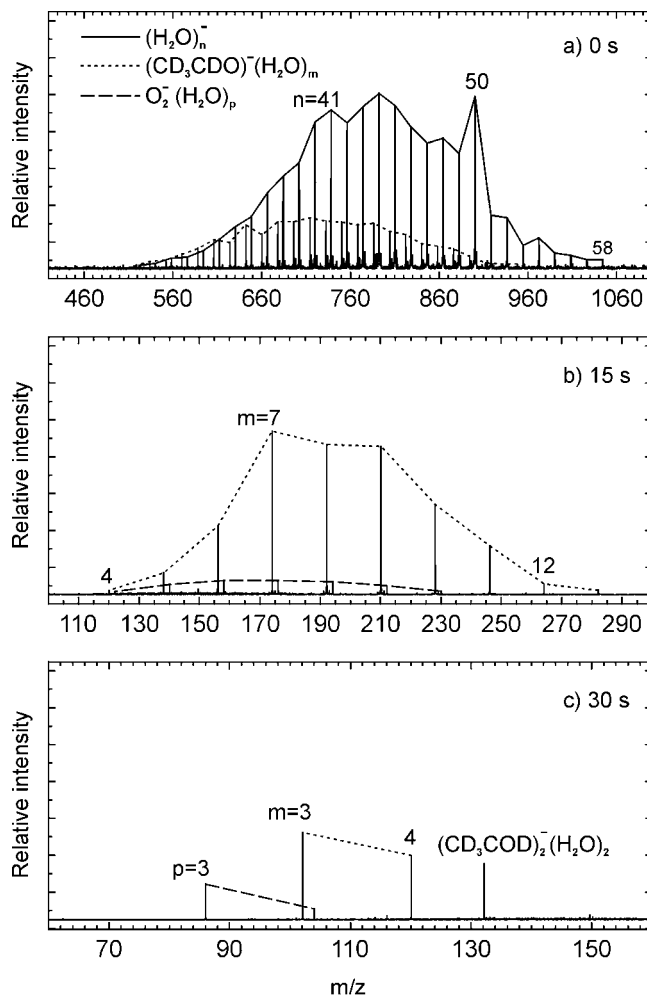 (H₂O)ₙ⁻
a) 0 s
(CD₃CDO)⁻(H₂O)ₘ
O₂⁻ (H₂O)ₚ
n=41
50
58
Relative intensity
460 560 660 760 860 960 1060
b) 15 s
m=7
4
12
Relative intensity
110 130 150 170 190 210 230 250 270 290
c) 30 s
m=3
4
(CD₃COD)₂⁻(H₂O)₂
p=3
Relative intensity
70 90 110 130 150
m/z